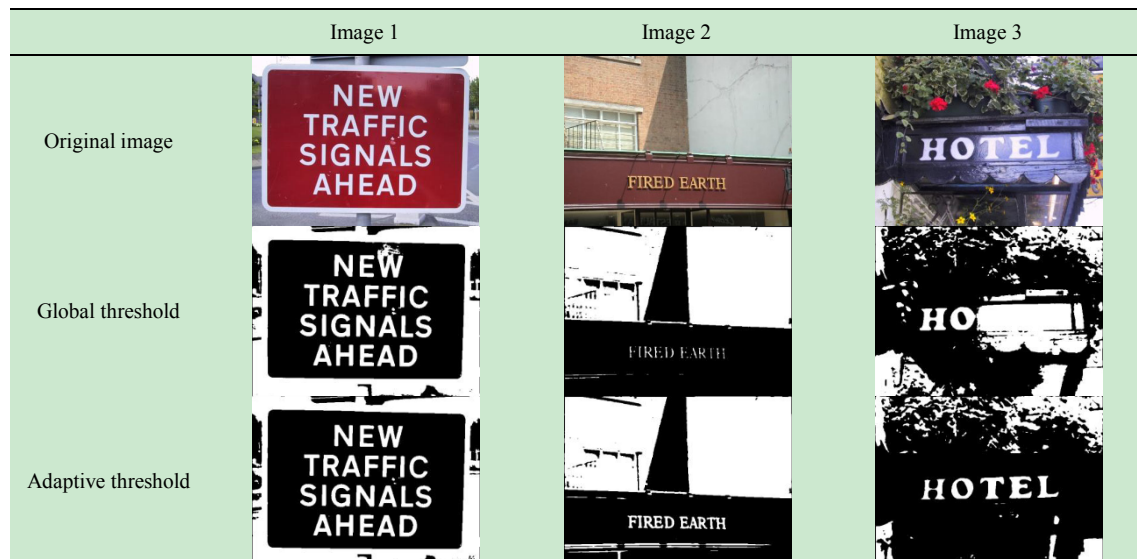 Image 1 Image 2 Image 3
Original image
NEW
TRAFFIC
SIGNALS
AHEAD
FIRED EARTH
HOTEL
Global threshold
NEW
TRAFFIC
SIGNALS
AHEAD
FIRED EARTH
HO
Adaptive threshold
NEW
TRAFFIC
SIGNALS
AHEAD
FIRED EARTH
HOTEL